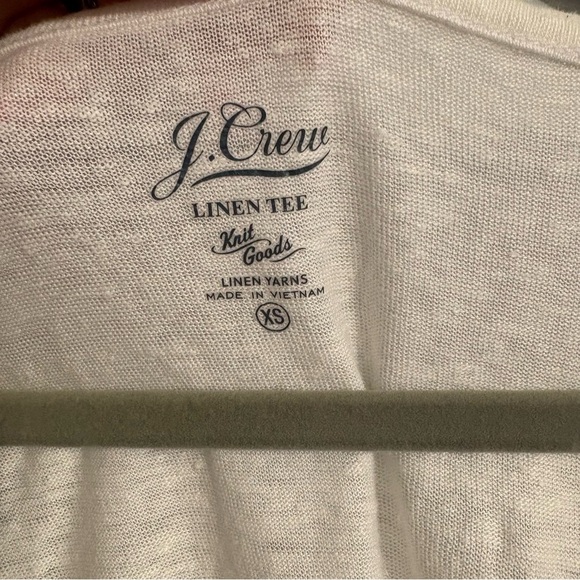 J.Crew
LINEN TEE
Knit
Goods
LINEN YARNS
MADE IN VIETNAM
XS